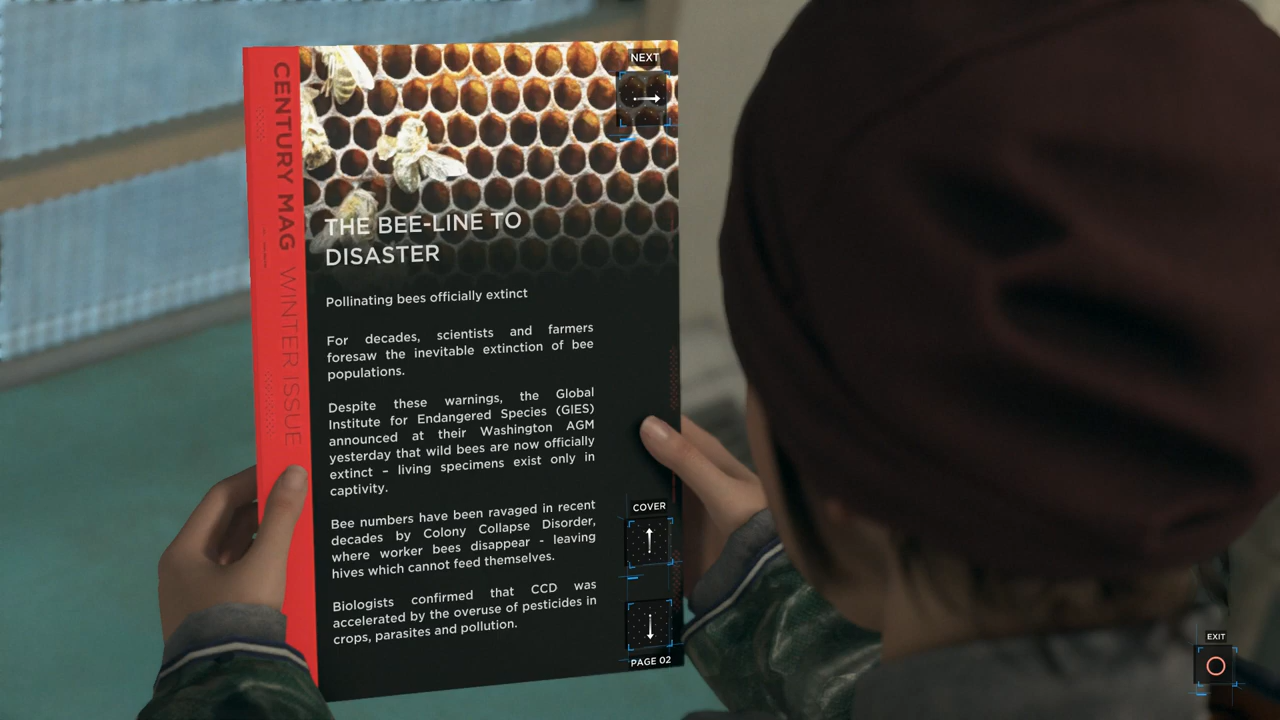 CENTURY MAG WINTER ISSUE
NEXT
THE BEE-LINE TO
DISASTER
Pollinating bees officially extinct
For decades, scientists and farmers
foresaw the inevitable extinction of bee
populations.
Despite these warnings, the Global
Institute for Endangered Species (GIES)
announced at their Washington AGM
yesterday that wild bees are now officially
extinct – living specimens exist only in
captivity.
Bee numbers have been ravaged in recent
decades by Colony Collapse Disorder,
where worker bees disappear - leaving
hives which cannot feed themselves.
Biologists confirmed that CCD was
accelerated by the overuse of pesticides in
crops, parasites and pollution.
COVER
PAGE 02
EXIT